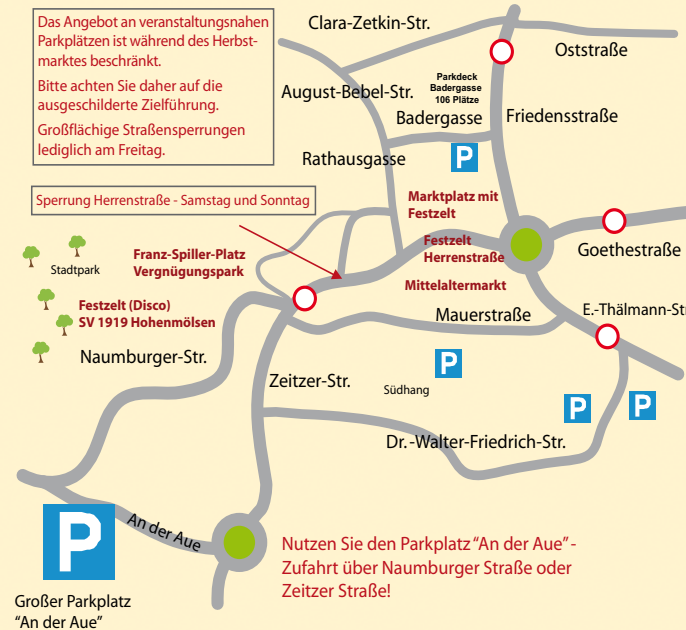 Das Angebot an veranstaltungsnahen
Parkplätzen ist während des Herbst-
marktes beschränkt.
Bitte achten Sie daher auf die
ausgeschilderte Zielführung.
Großflächige Straßensperrungen
lediglich am Freitag.
Clara-Zetkin-Str.
Oststraße
August-Bebel-Str.
Parkdeck
Badergasse
106 Plätze
Badergasse
Friedensstraße
Rathausgasse
P
Sperrung Herrenstraße - Samstag und Sonntag
Marktplatz mit
Festzelt
Festzelt
Herrenstraße
Goethestraße
Stadtpark
Franz-Spiller-Platz
Vergnügungspark
Mittelaltermarkt
Festzelt (Disco)
SV 1919 Hohenmölsen
Mauerstraße
E.-Thälmann-Str
Naumburger-Str.
Zeitzer-Str.
P
Südhang
P
P
Dr.-Walter-Friedrich-Str.
P
An der Aue
Nutzen Sie den Parkplatz “An der Aue” -
Zufahrt über Naumburger Straße oder
Zeitzer Straße!
Großer Parkplatz
“An der Aue”